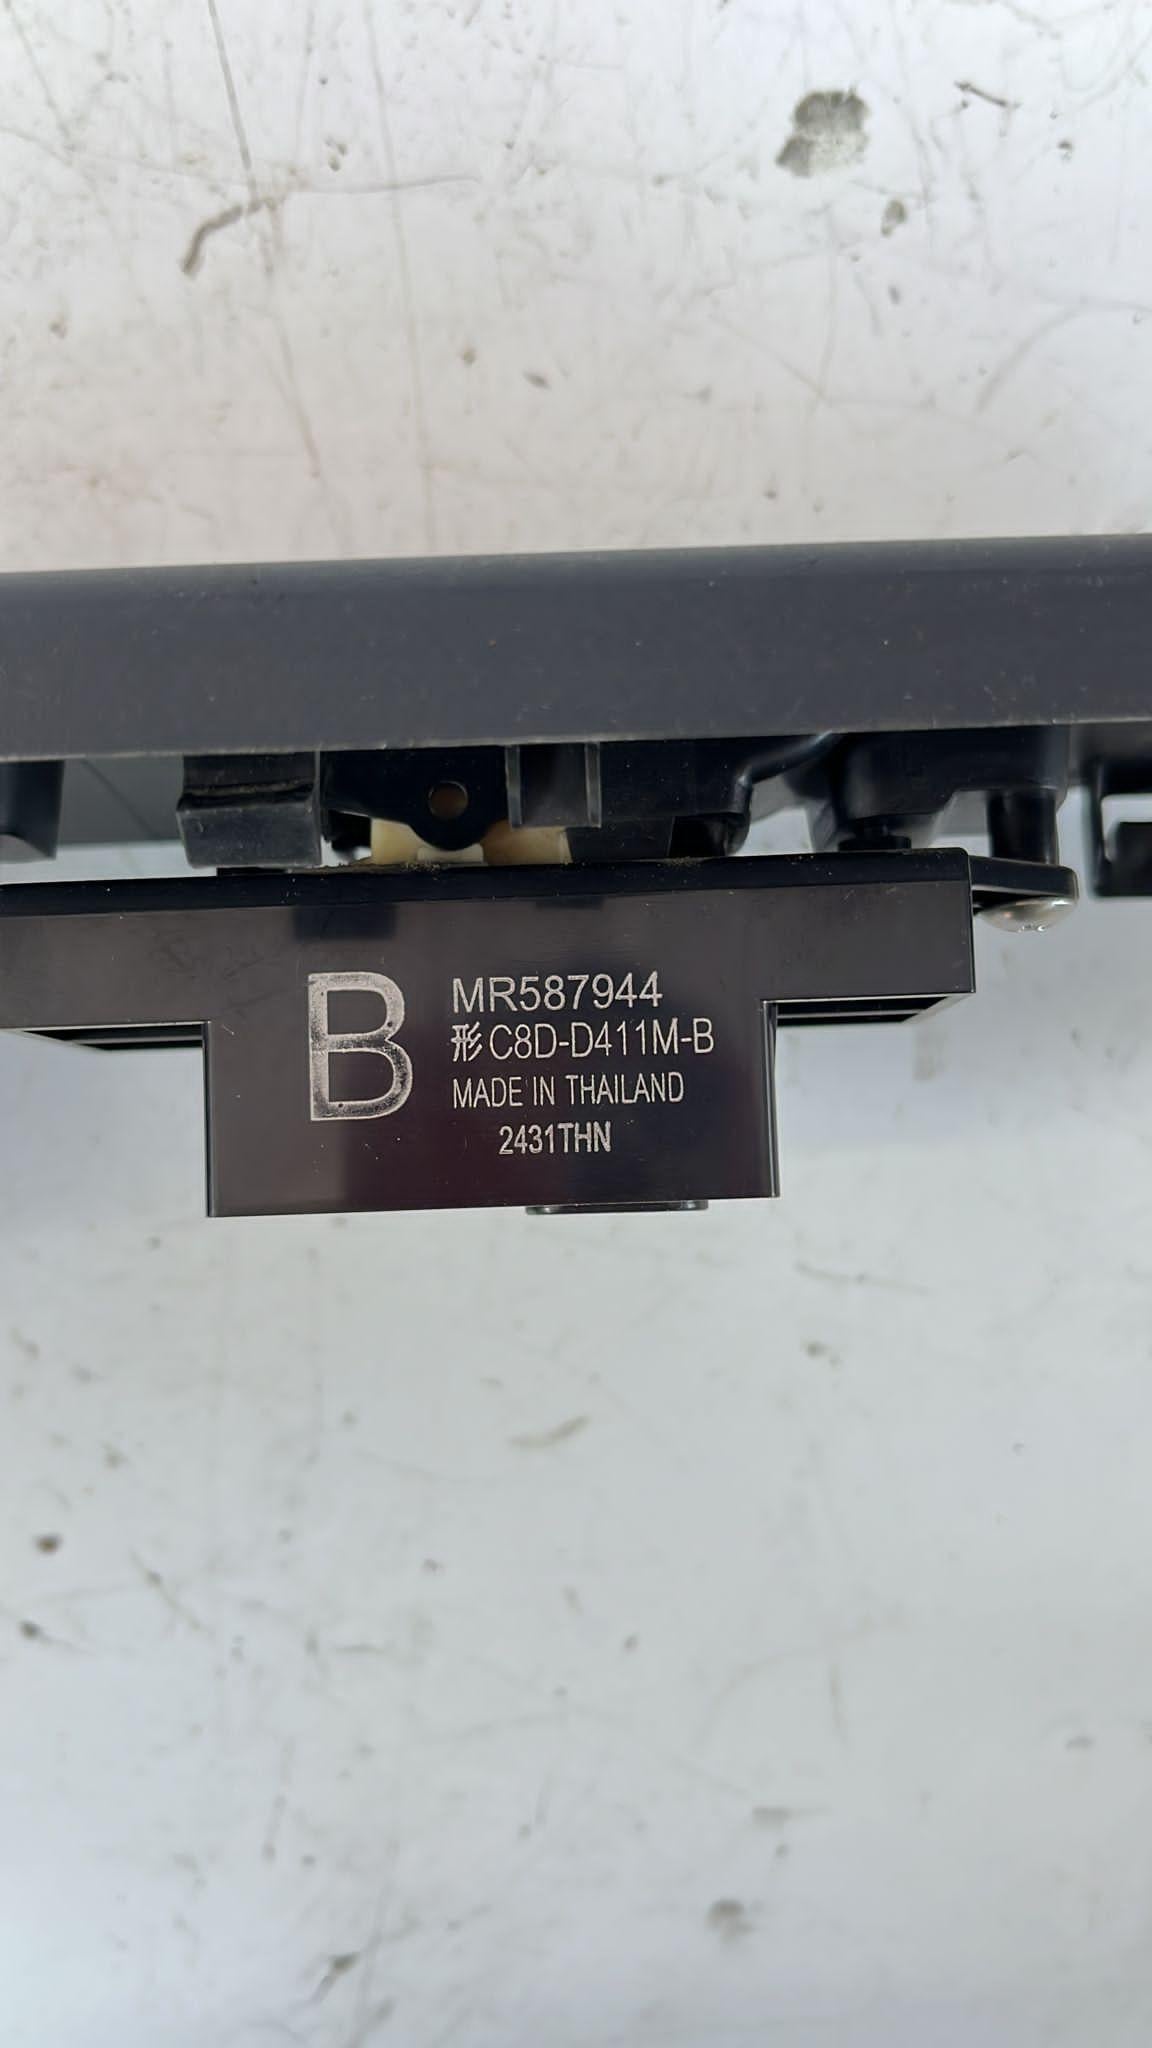 B
MR587944
形C8D-D411M-B
MADE IN THAILAND
2431THN